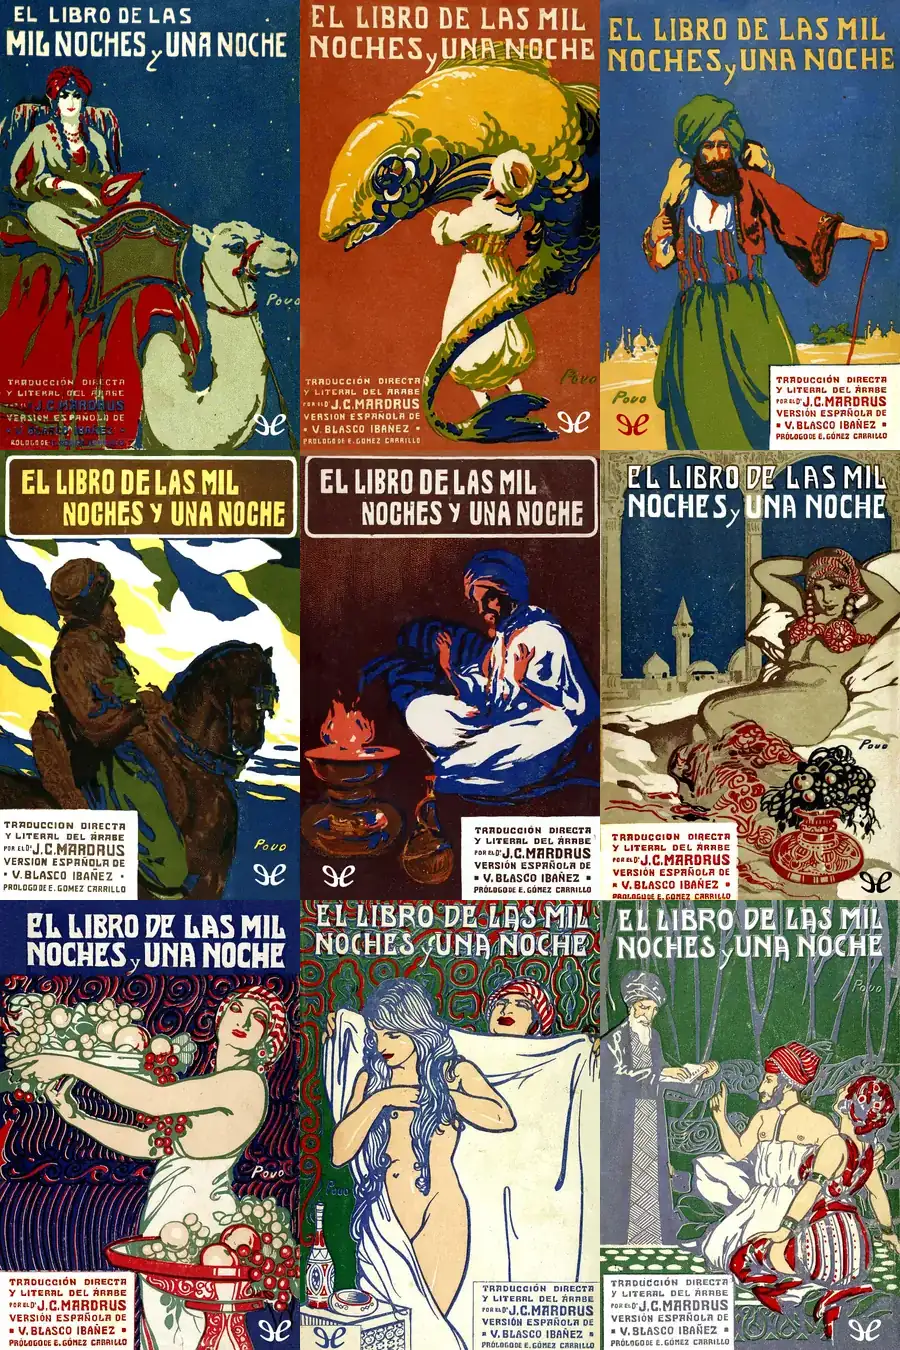 EL LIBRO DE LAS
MIL NOCHES y UNA NOCHE
Povo
TRADUCCIÓN DIRECTA
Y LITERAL DEL ÁRABE
J.C. MARDRUS
VERSIÓN ESPAÑOLA
V. BLASCO IBAÑEZ
EL LIBRO DE LAS MIL
NOCHES y UNA NOCHE
Povo
TRADUCCIÓN DIRECTA
Y LITERAL DEL ÁRABE
POR EL Dr J.C. MARDRUS
VERSIÓN ESPAÑOLA DE
• V. BLASCO IBAÑEZ •
PRÓLOGO DE E. GÓMEZ CARRILLO
EL LIBRO DE LAS MIL
NOCHES y UNA NOCHE
Povo
TRADUCCIÓN DIRECTA
Y LITERAL DEL ÁRABE
POR EL Dr J.C. MARDRUS
VERSIÓN ESPAÑOLA DE
• V. BLASCO IBAÑEZ •
PRÓLOGO DE E. GÓMEZ CARRILLO
EL LIBRO DE LAS MIL
NOCHES Y UNA NOCHE
Povo
TRADUCCIÓN DIRECTA
Y LITERAL DEL ÁRABE
POR EL Dr J.C. MARDRUS
VERSIÓN ESPAÑOLA DE
• V. BLASCO IBAÑEZ •
PRÓLOGO DE E. GÓMEZ CARRILLO
EL LIBRO DE LAS MIL
NOCHES Y UNA NOCHE
TRADUCCIÓN DIRECTA
Y LITERAL DEL ÁRABE
POR EL Dr J.C. MARDRUS
VERSIÓN ESPAÑOLA DE
• V. BLASCO IBAÑEZ •
PRÓLOGO DE E. GÓMEZ CARRILLO
EL LIBRO DE LAS MIL
NOCHES y UNA NOCHE
Povo
TRADUCCIÓN DIRECTA
Y LITERAL DEL ÁRABE
POR EL Dr J.C. MARDRUS
VERSIÓN ESPAÑOLA DE
• V. BLASCO IBAÑEZ •
PRÓLOGO DE E. GÓMEZ CARRILLO
EL LIBRO DE LAS MIL
NOCHES y UNA NOCHE
Povo
TRADUCCIÓN DIRECTA
Y LITERAL DEL ÁRABE
POR EL Dr J.C. MARDRUS
VERSIÓN ESPAÑOLA DE
• V. BLASCO IBAÑEZ •
PRÓLOGO DE E. GÓMEZ CARRILLO
EL LIBRO DE LAS MIL
NOCHES y UNA NOCHE
Povo
TRADUCCIÓN DIRECTA
Y LITERAL DEL ÁRABE
POR EL Dr J.C. MARDRUS
VERSIÓN ESPAÑOLA DE
• V. BLASCO IBAÑEZ •
PRÓLOGO DE E. GÓMEZ CARRILLO
EL LIBRO DE LAS MIL
NOCHES y UNA NOCHE
Povo
TRADUCCIÓN DIRECTA
Y LITERAL DEL ÁRABE
POR EL Dr J.C. MARDRUS
VERSIÓN ESPAÑOLA DE
• V. BLASCO IBAÑEZ •
PRÓLOGO DE E. GÓMEZ CARRILLO